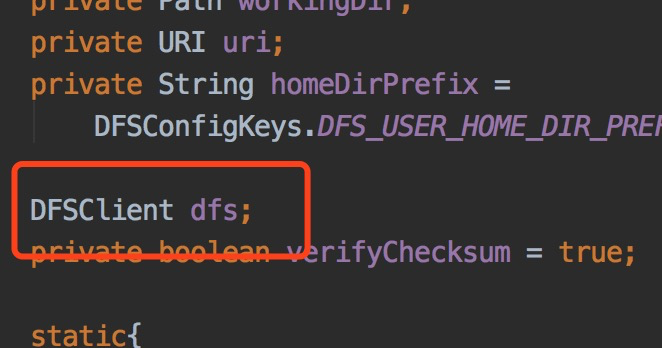 private Path workingDir;
private URI uri;
private String homeDirPrefix =
DFSConfigKeys.DFS_USER_HOME_DIR_PREF
DFSClient dfs;
private boolean verifyChecksum = true;
static{